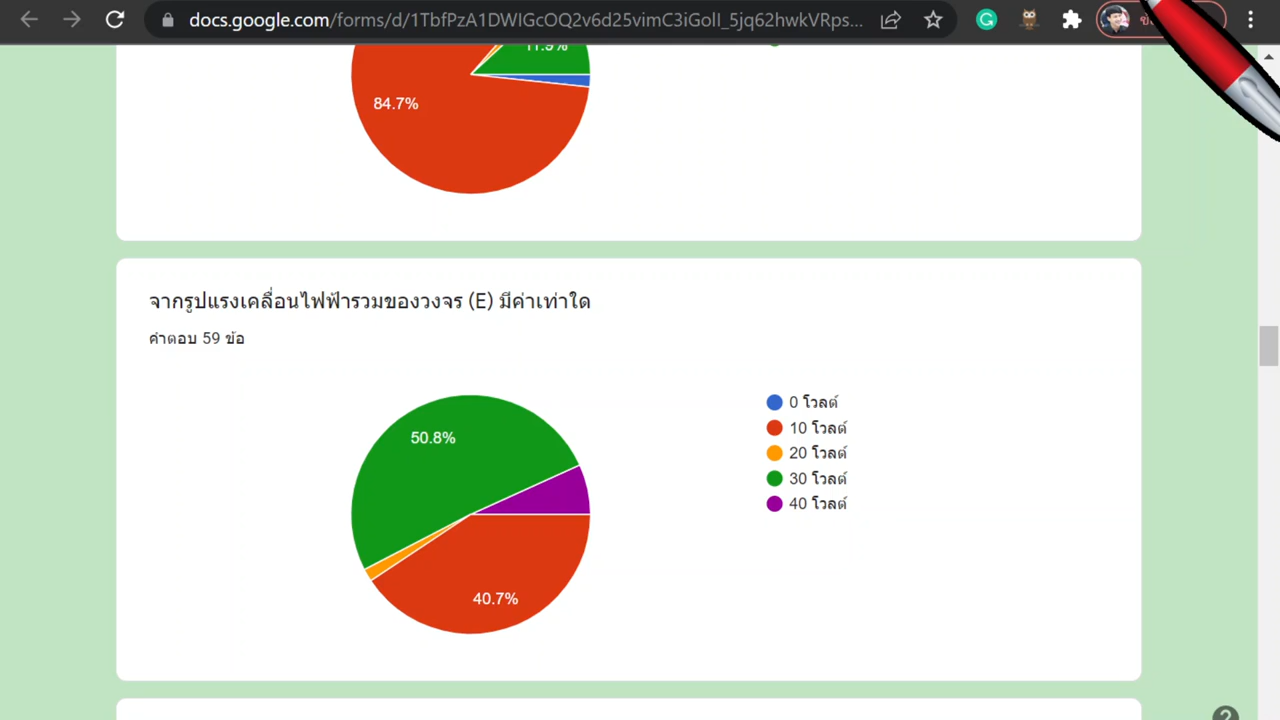 docs.google.com/forms/d/1TbfPzA1DWIGcOQ2v6d25vimC3iGolI_5jq62hwkVRps...
11.9%
84.7%
จากรูปแรงเคลื่อนไฟฟ้ารวมของวงจร (E) มีค่าเท่าใด
คำตอบ 59 ข้อ
50.8%
40.7%
0 โวลต์
10 โวลต์
20 โวลต์
30 โวลต์
40 โวลต์